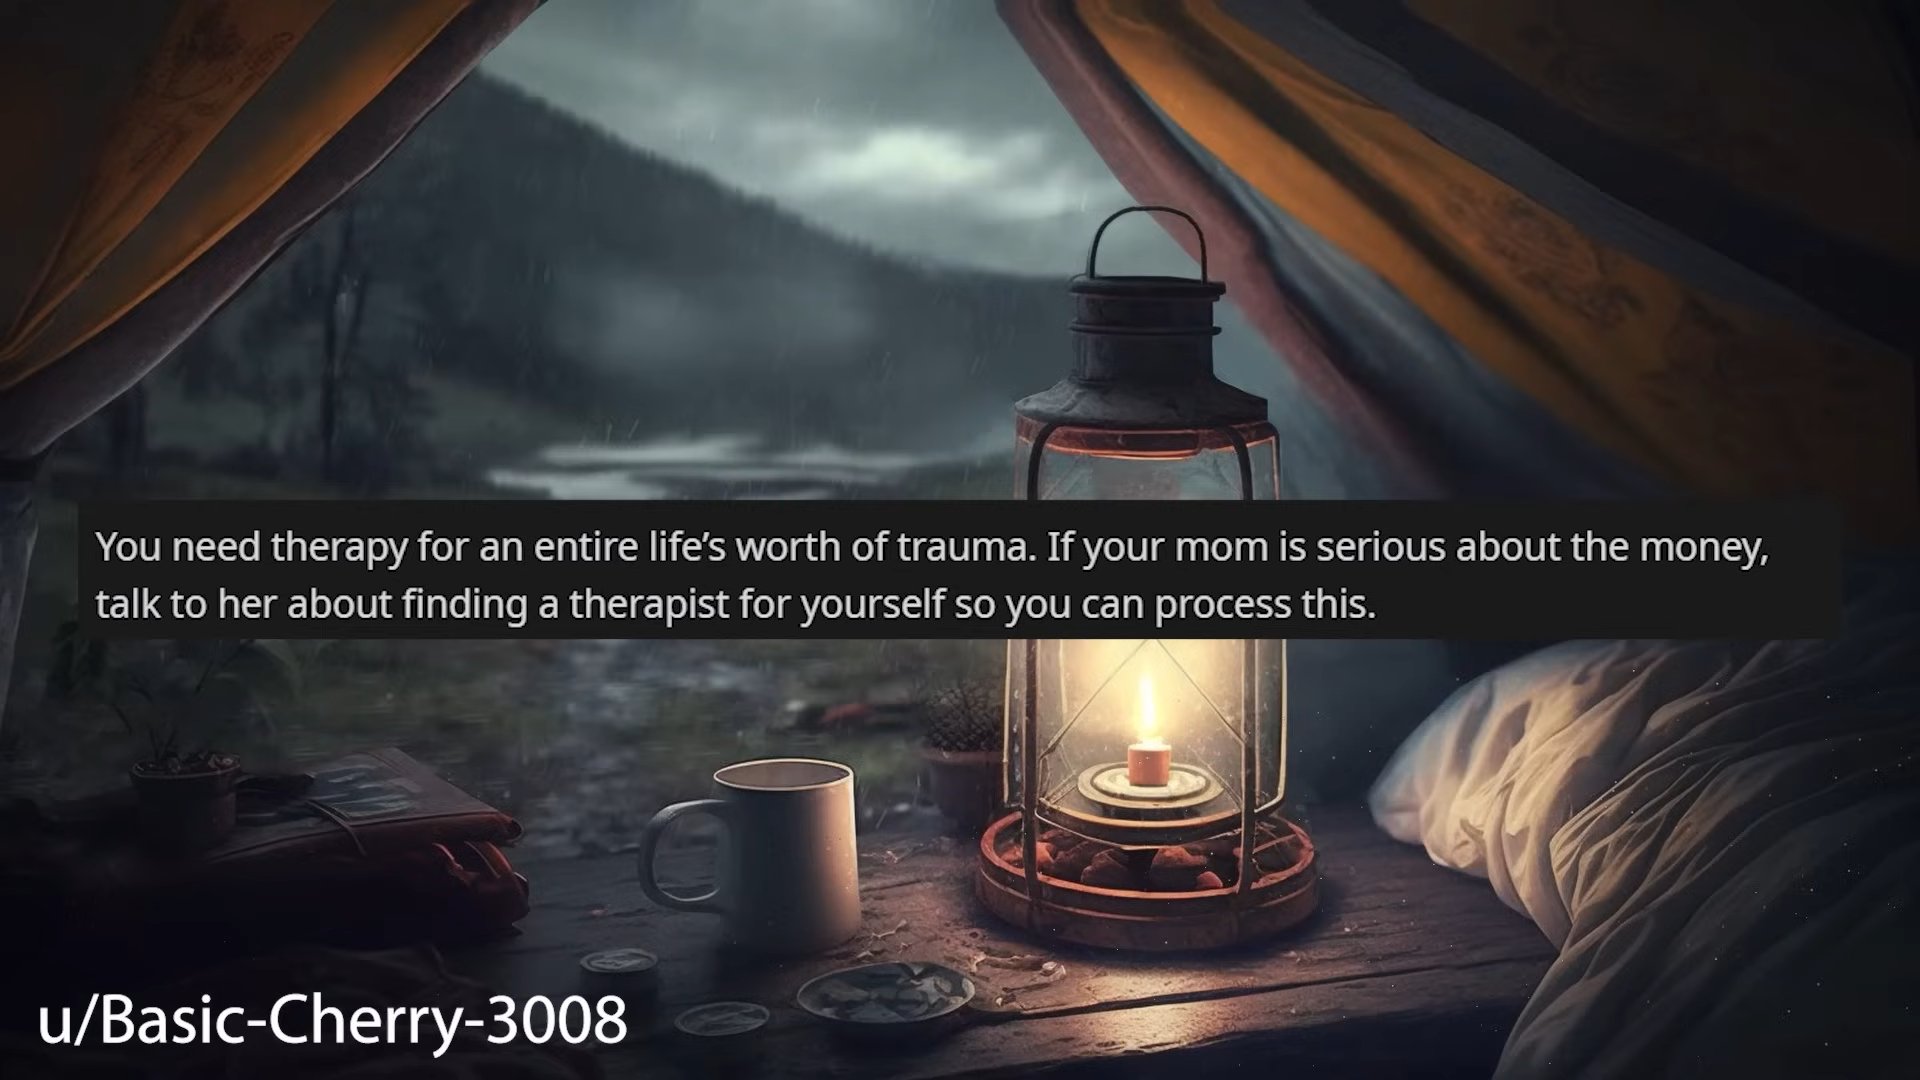 You need therapy for an entire life’s worth of trauma. If your mom is serious about the money,
talk to her about finding a therapist for yourself so you can process this.
u/Basic-Cherry-3008